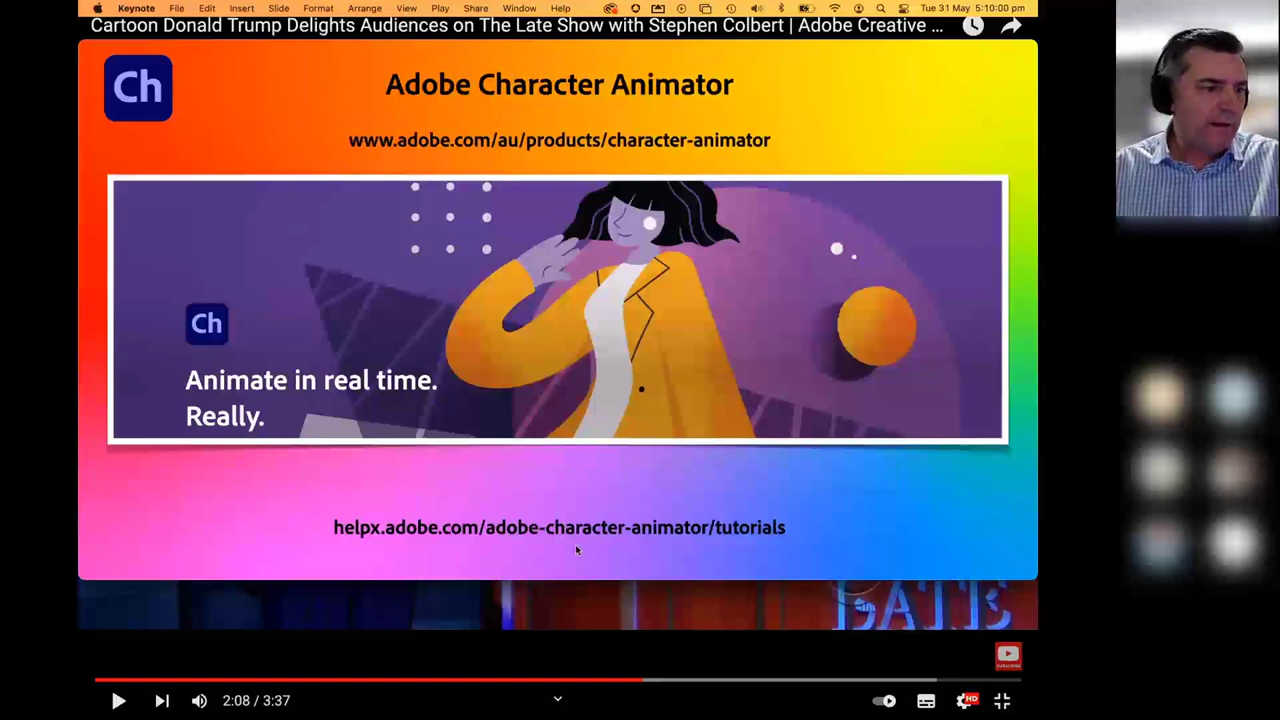 Keynote File Edit Insert Slide Format Arrange View Play Share Window Help Tue 31 May 5:10:00 pm
Cartoon Donald Trump Delights Audiences on The Late Show with Stephen Colbert | Adobe Creative ...
Ch
Adobe Character Animator
www.adobe.com/au/products/character-animator
Ch
Animate in real time.
Really.
helpx.adobe.com/adobe-character-animator/tutorials
LATE
SUBSCRIBE
2:08 / 3:37
HD